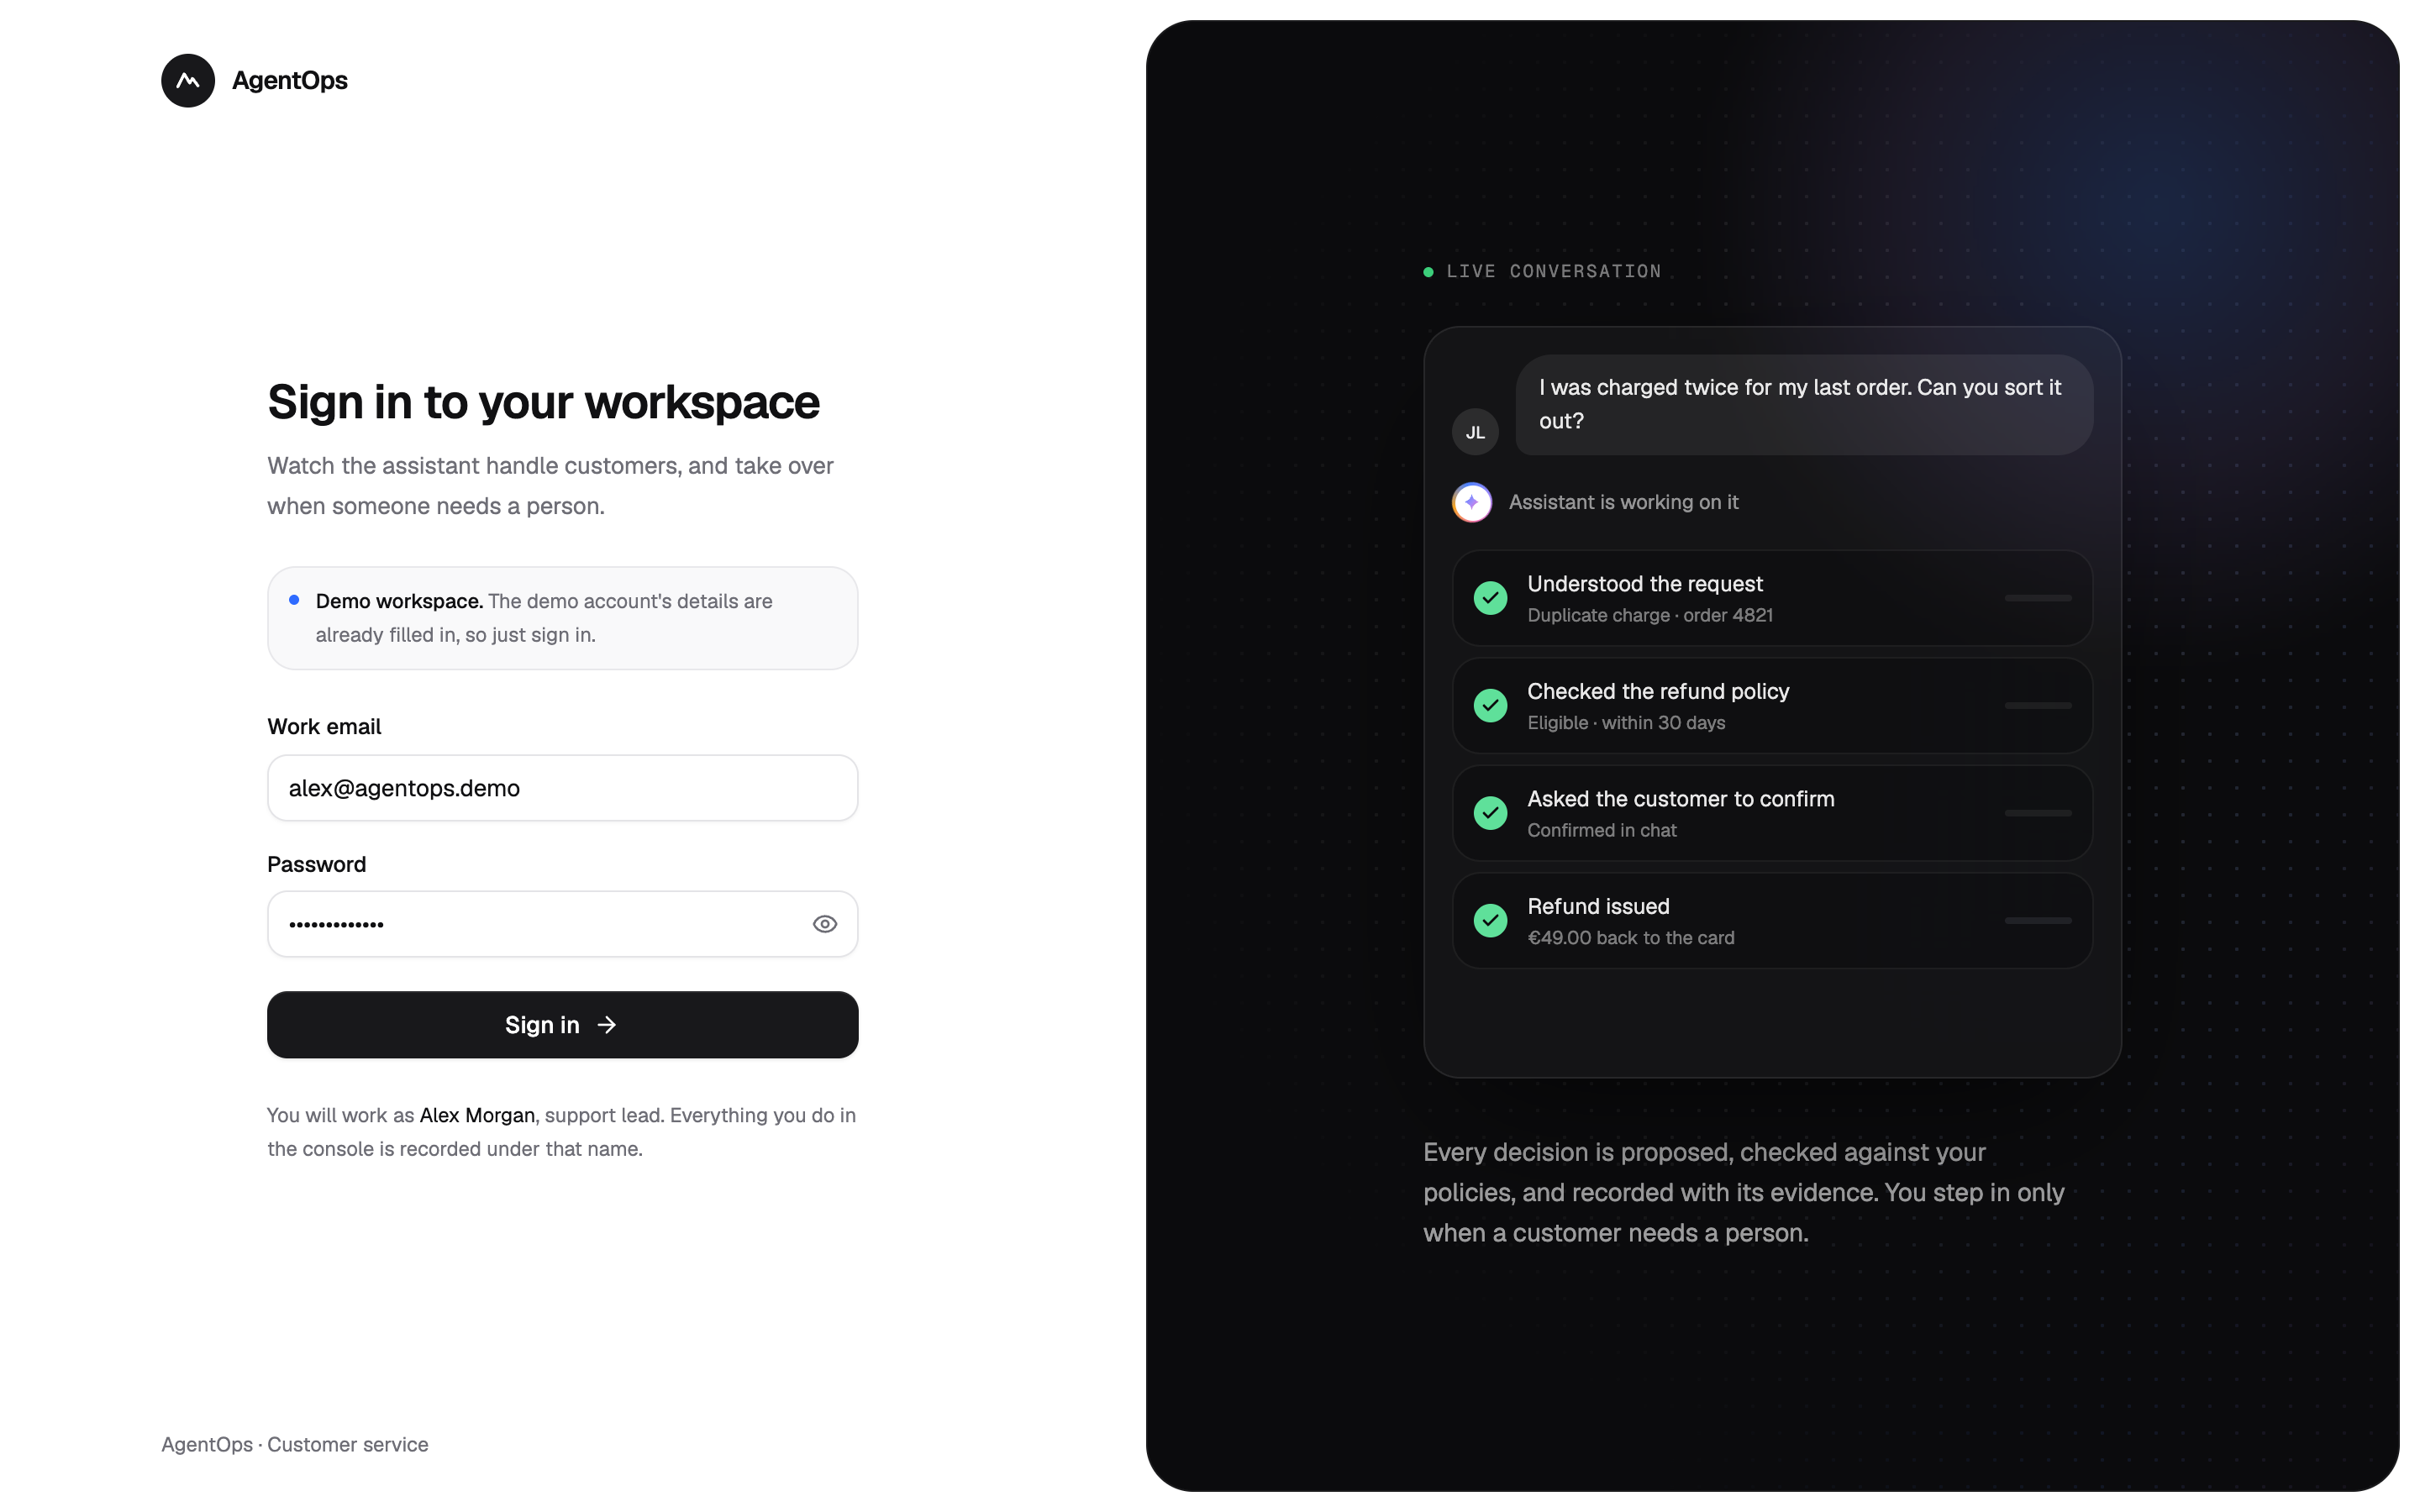 AgentOps
Sign in to your workspace
Watch the assistant handle customers, and take over
when someone needs a person.
Demo workspace. The demo account's details are
already filled in, so just sign in.
Work email
alex@agentops.demo
Password
•••••••••••••
Sign in →
You will work as Alex Morgan, support lead. Everything you do in
the console is recorded under that name.
AgentOps · Customer service
LIVE CONVERSATION
I was charged twice for my last order. Can you sort it
out?
JL
Assistant is working on it
Understood the request
Duplicate charge · order 4821
Checked the refund policy
Eligible · within 30 days
Asked the customer to confirm
Confirmed in chat
Refund issued
€49.00 back to the card
Every decision is proposed, checked against your
policies, and recorded with its evidence. You step in only
when a customer needs a person.